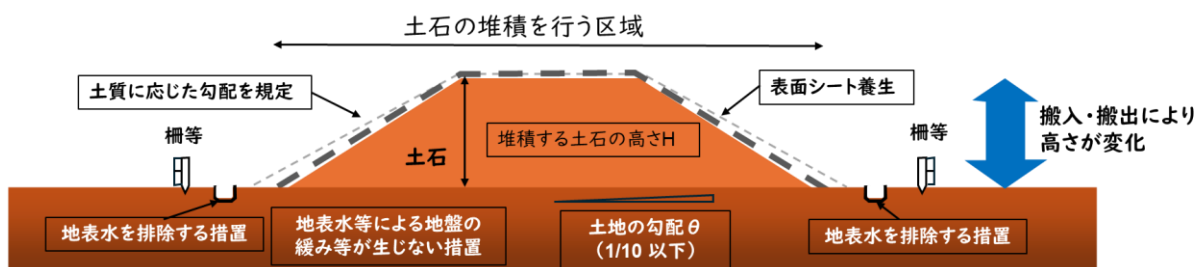 土石の堆積を行う区域
土質に応じた勾配を規定
表面シート養生
搬入・搬出により
高さが変化
柵等
柵等
堆積する土石の高さH
土石
地表水を排除する措置
地表水等による地盤の
緩み等が生じない措置
土地の勾配θ
(1/10 以下)
地表水を排除する措置